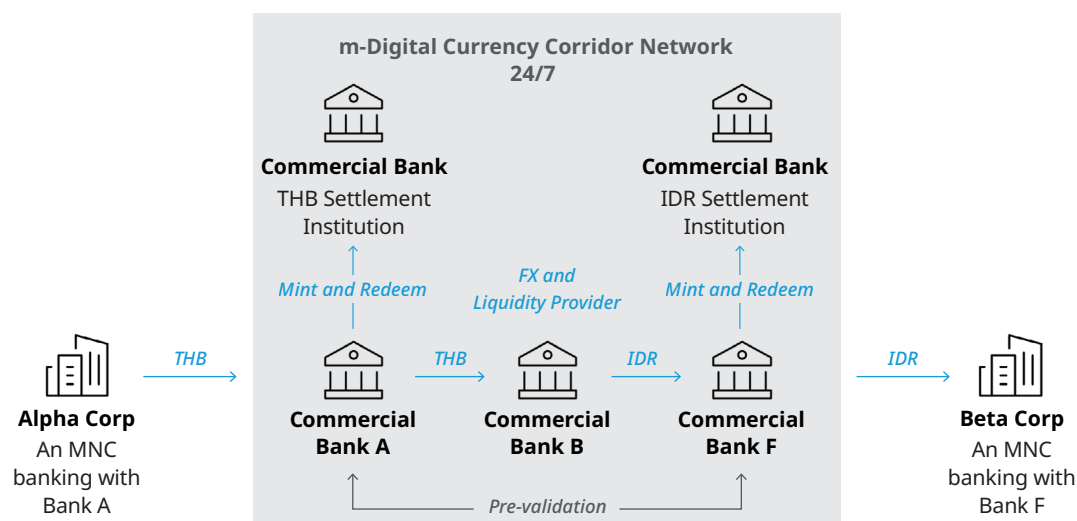 m-Digital Currency Corridor Network
24/7
Commercial Bank
THB Settlement
Institution
Commercial Bank
IDR Settlement
Institution
Mint and Redeem
FX and
Liquidity Provider
Mint and Redeem
THB
THB
IDR
IDR
Alpha Corp
An MNC
banking with
Bank A
Commercial
Bank A
Commercial
Bank B
Commercial
Bank F
Beta Corp
An MNC
banking with
Bank F
Pre-validation